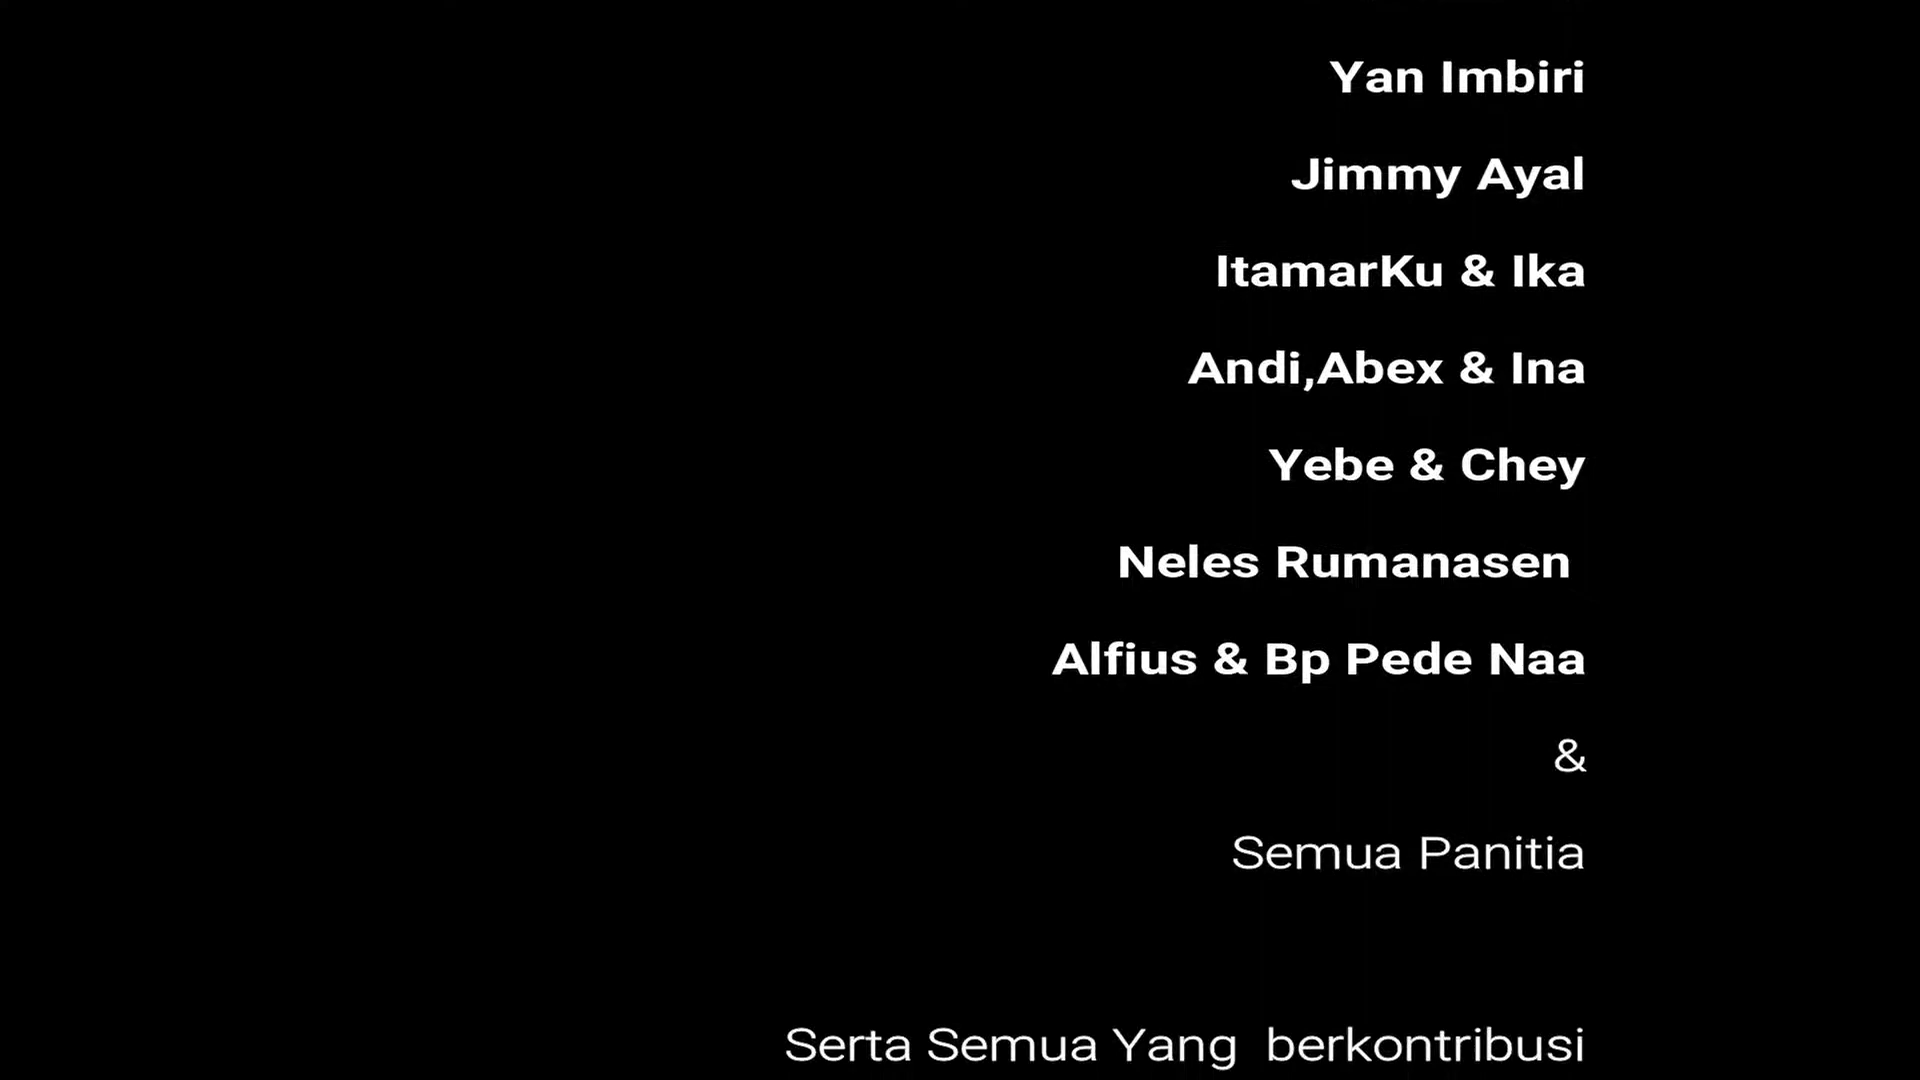 Yan Imbiri
Jimmy Ayal
ItamarKu & Ika
Andi,Abex & Ina
Yebe & Chey
Neles Rumanasen
Alfius & Bp Pede Naa
&
Semua Panitia
Serta Semua Yang  berkontribusi